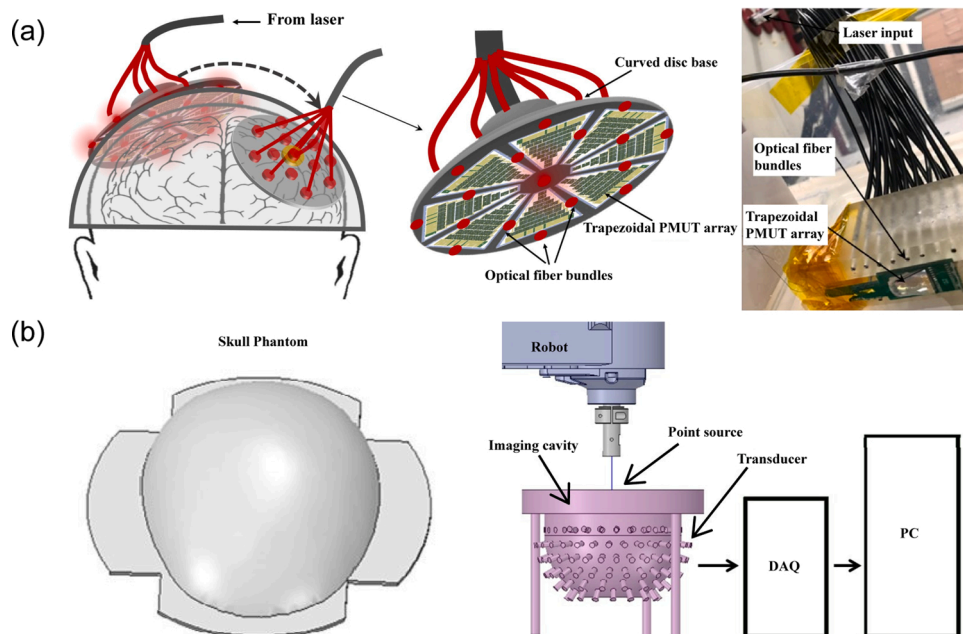 (a)
From laser
Curved disc base
Trapezoidal PMUT array
Optical fiber bundles
Laser input
Optical fiber
bundles
Trapezoidal
PMUT array
(b)
Skull Phantom
Robot
Imaging cavity
Point source
Transducer
DAQ
PC